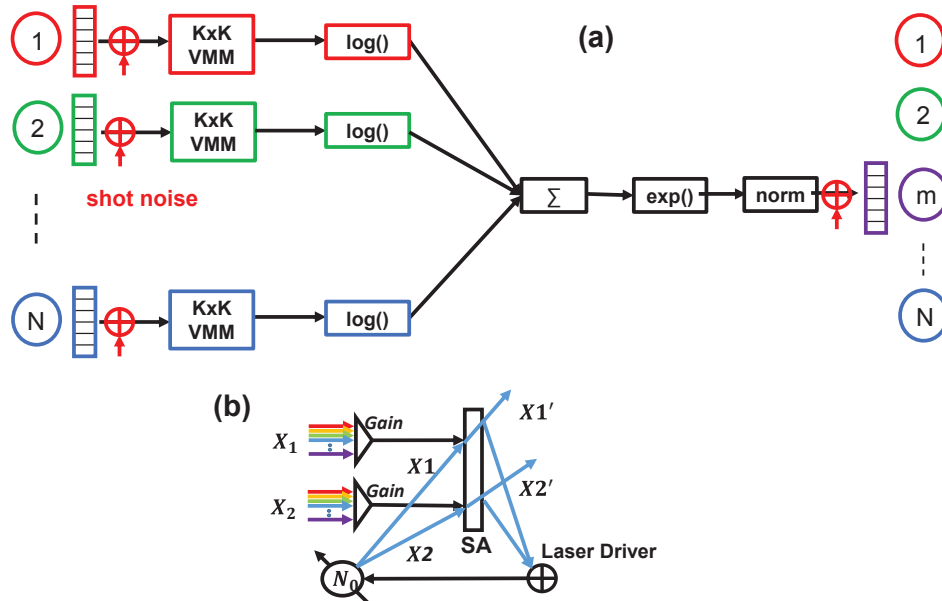 (a)
1
KxK
VMM
log()
1
2
KxK
VMM
log()
2
shot noise
∑
exp()
norm
m
N
KxK
VMM
log()
N
(b)
Gain
X₁
X1
X1′
Gain
X₂
X2
X2′
SA
Laser Driver
N₀